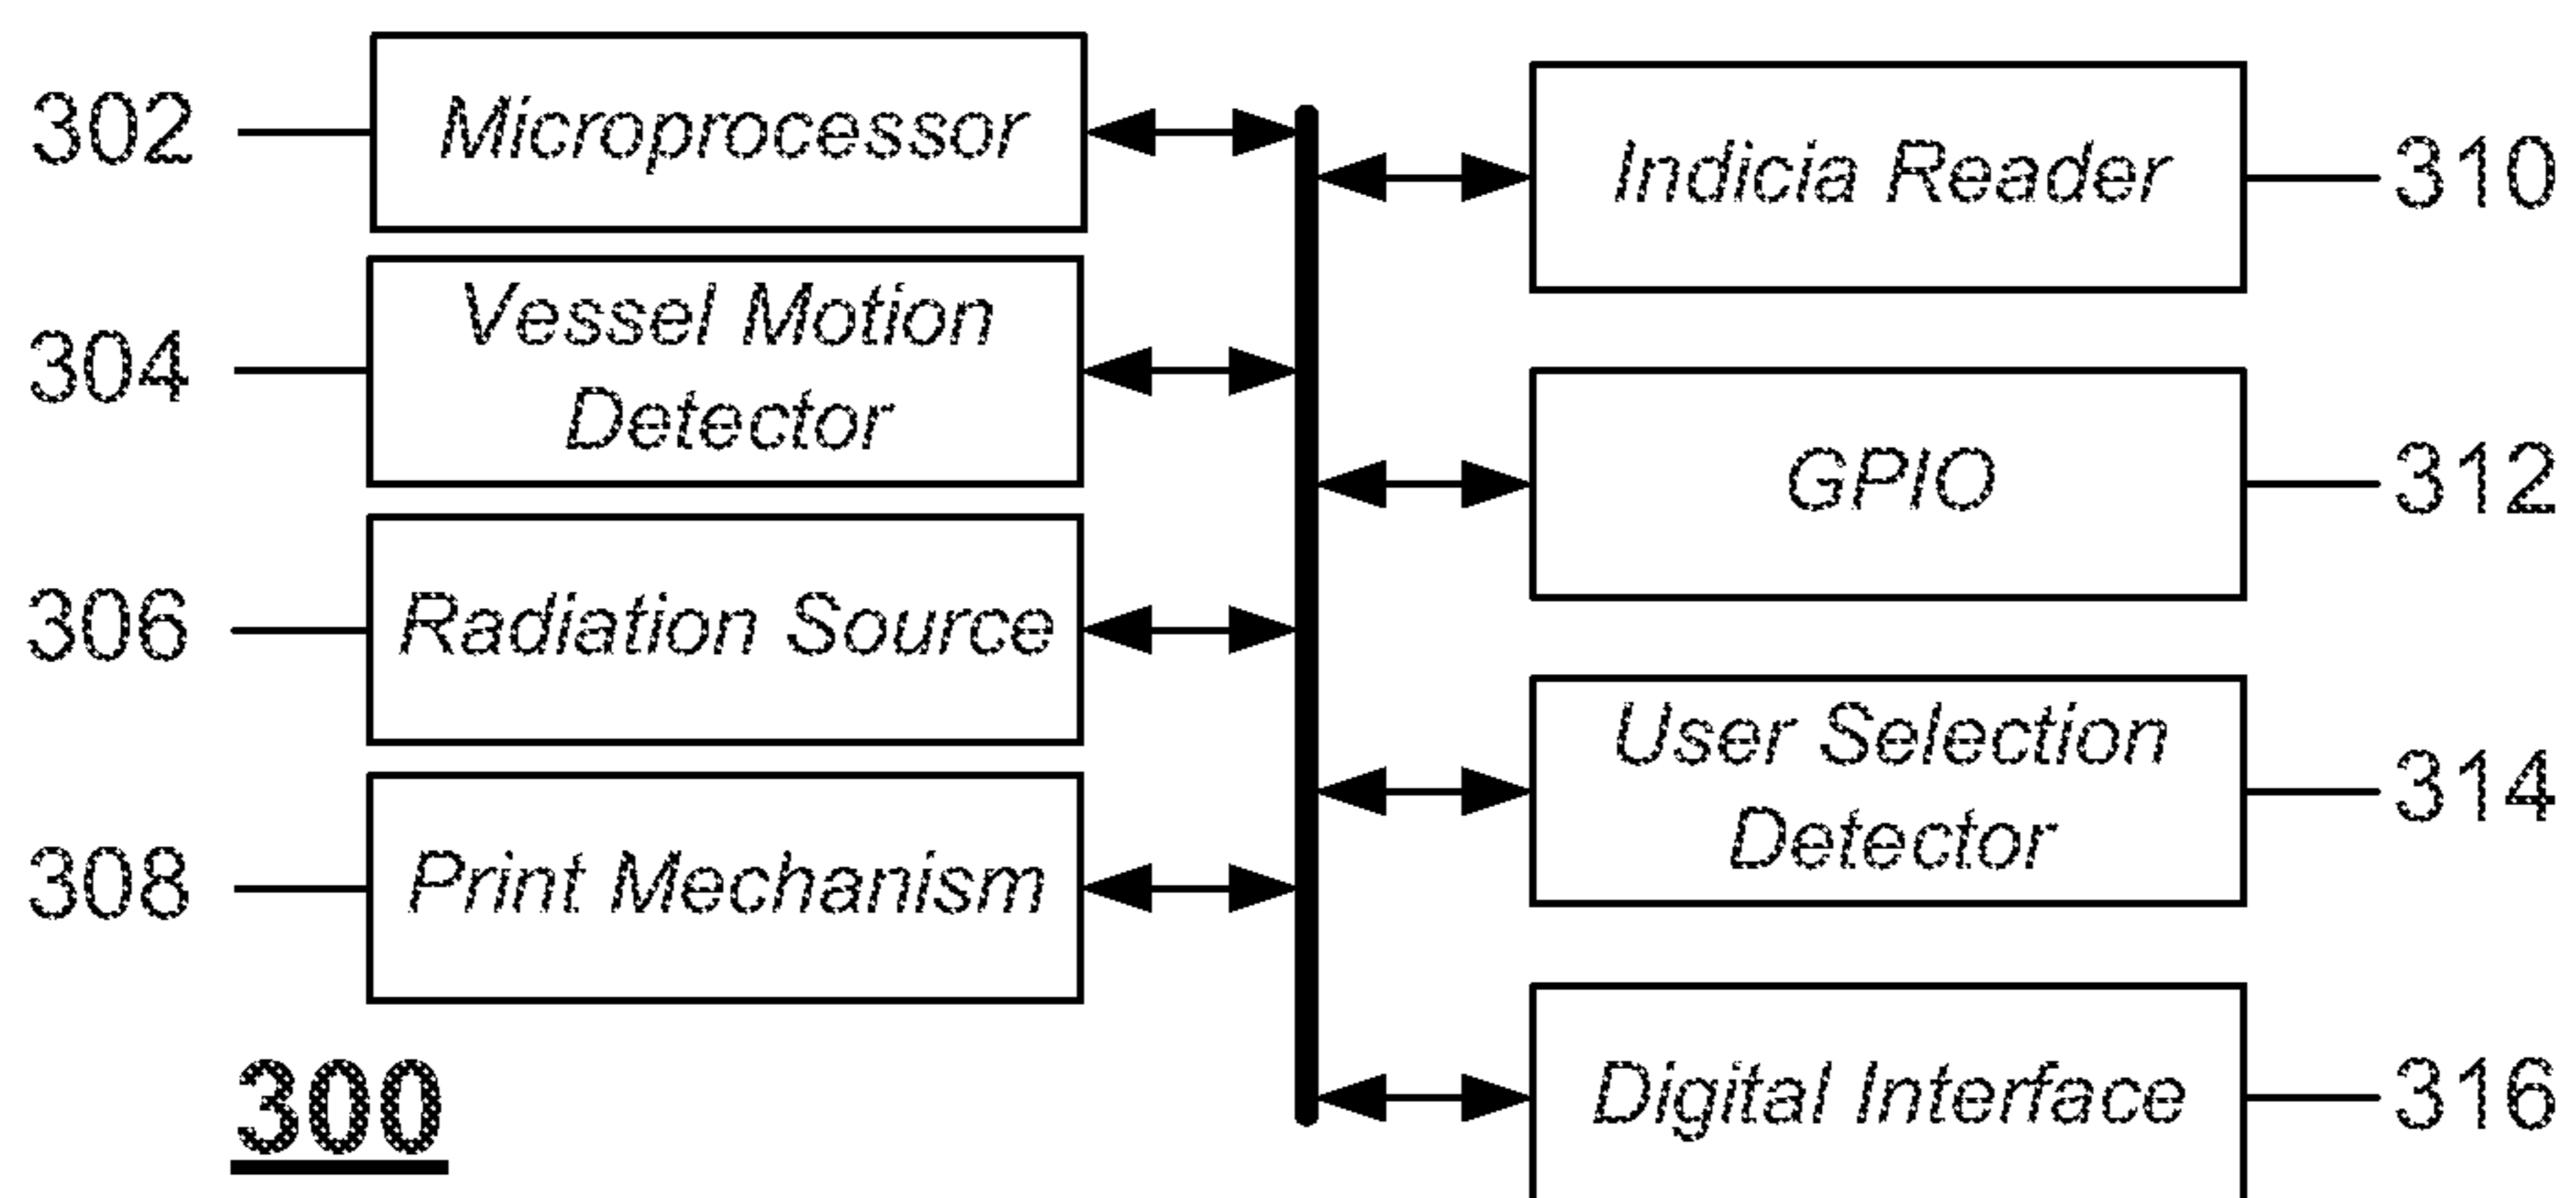 302
Microprocessor
304
Vessel Motion
Detector
306
Radiation Source
308
Print Mechanism
300
Indicia Reader
310
GPIO
312
User Selection
Detector
314
Digital Interface
316